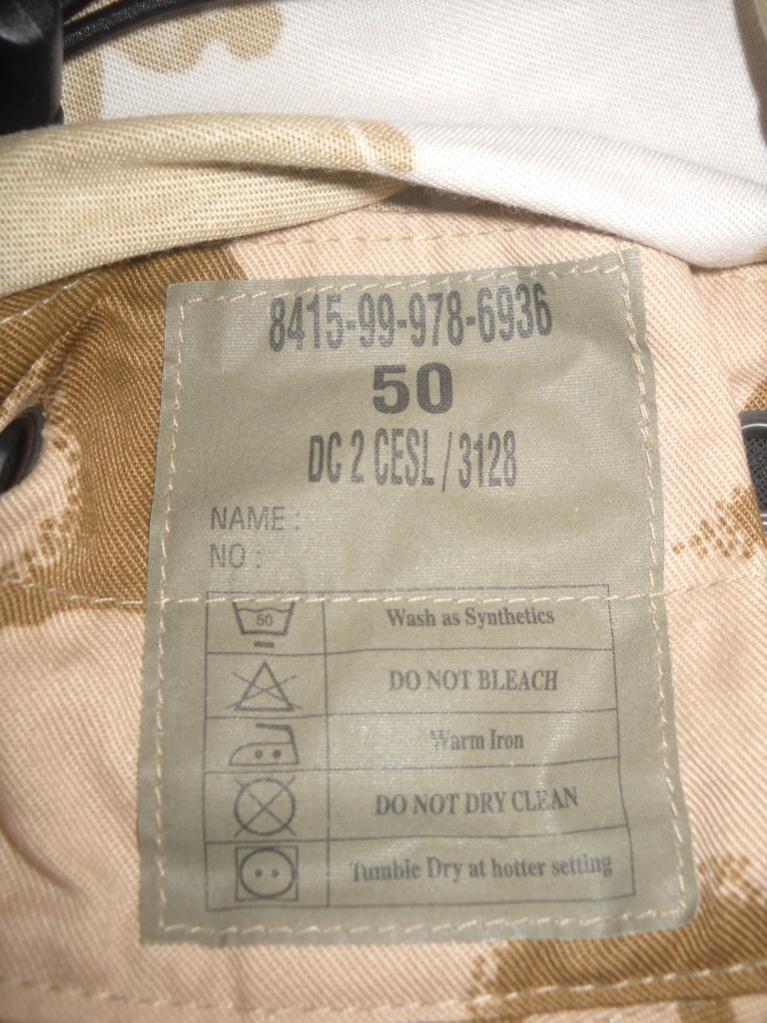 8415-99-978-6936
50
DC 2 CESL / 3128
NAME :
NO :
50 Wash as Synthetics
DO NOT BLEACH
Warm Iron
DO NOT DRY CLEAN
Tumble Dry at hotter setting